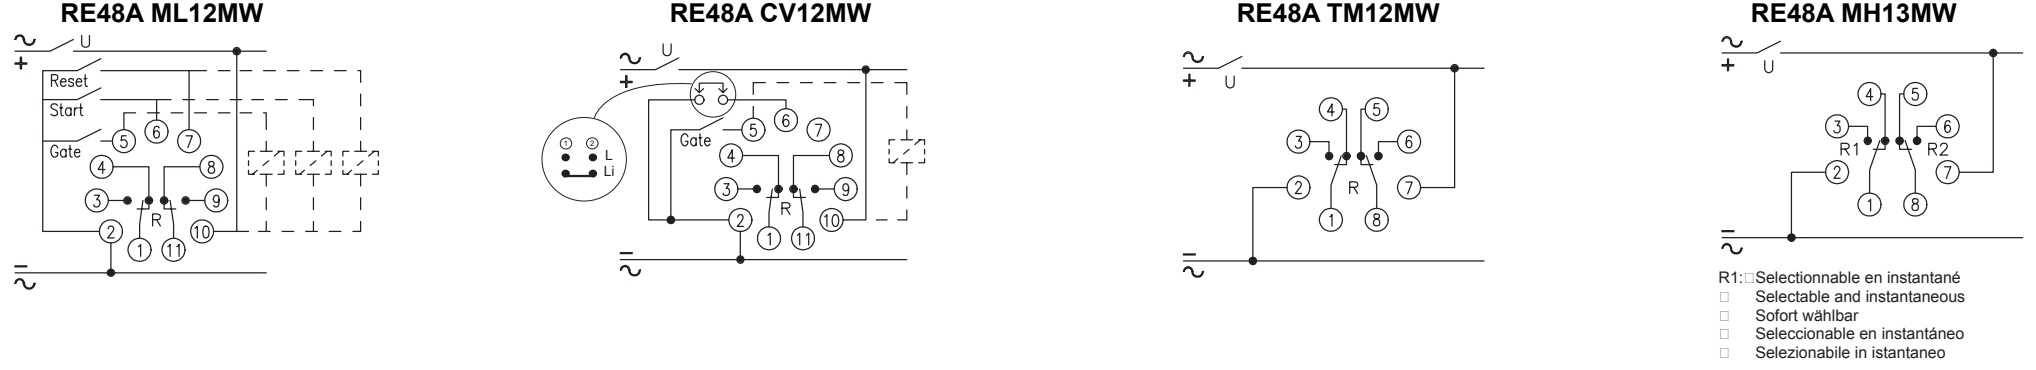 RE48A ML12MW
U
+
Reset
Start
Gate
5
6
7
4
8
3
9
R
2
10
1
11
−
RE48A CV12MW
U
+
1 2
L
Li
Gate
5
6
7
4
8
3
9
R
2
10
1
11
−
RE48A TM12MW
+
U
4
5
3
6
2
R
7
1
8
−
RE48A MH13MW
+
U
4
5
3
6
R1
R2
2
7
1
8
−
R1: Selectionnable en instantané
Selectable and instantaneous
Sofort wählbar
Seleccionable en instantáneo
Selezionabile in istantaneo